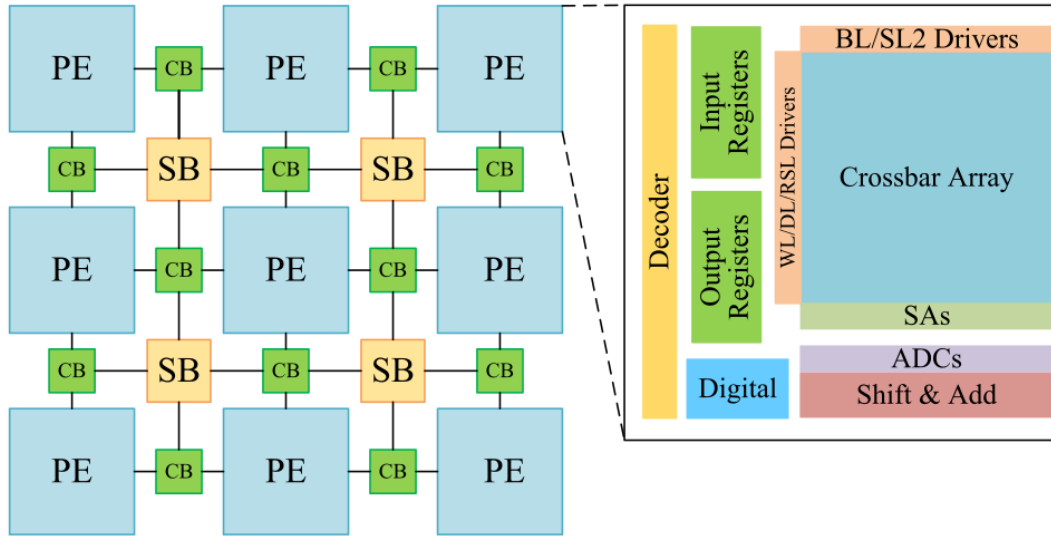 PE
CB
PE
CB
PE
CB
SB
CB
SB
CB
PE
CB
PE
CB
PE
CB
SB
CB
SB
CB
PE
CB
PE
CB
PE
Decoder
Input
Registers
Output
Registers
Digital
WL/DL/RSL Drivers
BL/SL2 Drivers
Crossbar Array
SAs
ADCs
Shift & Add